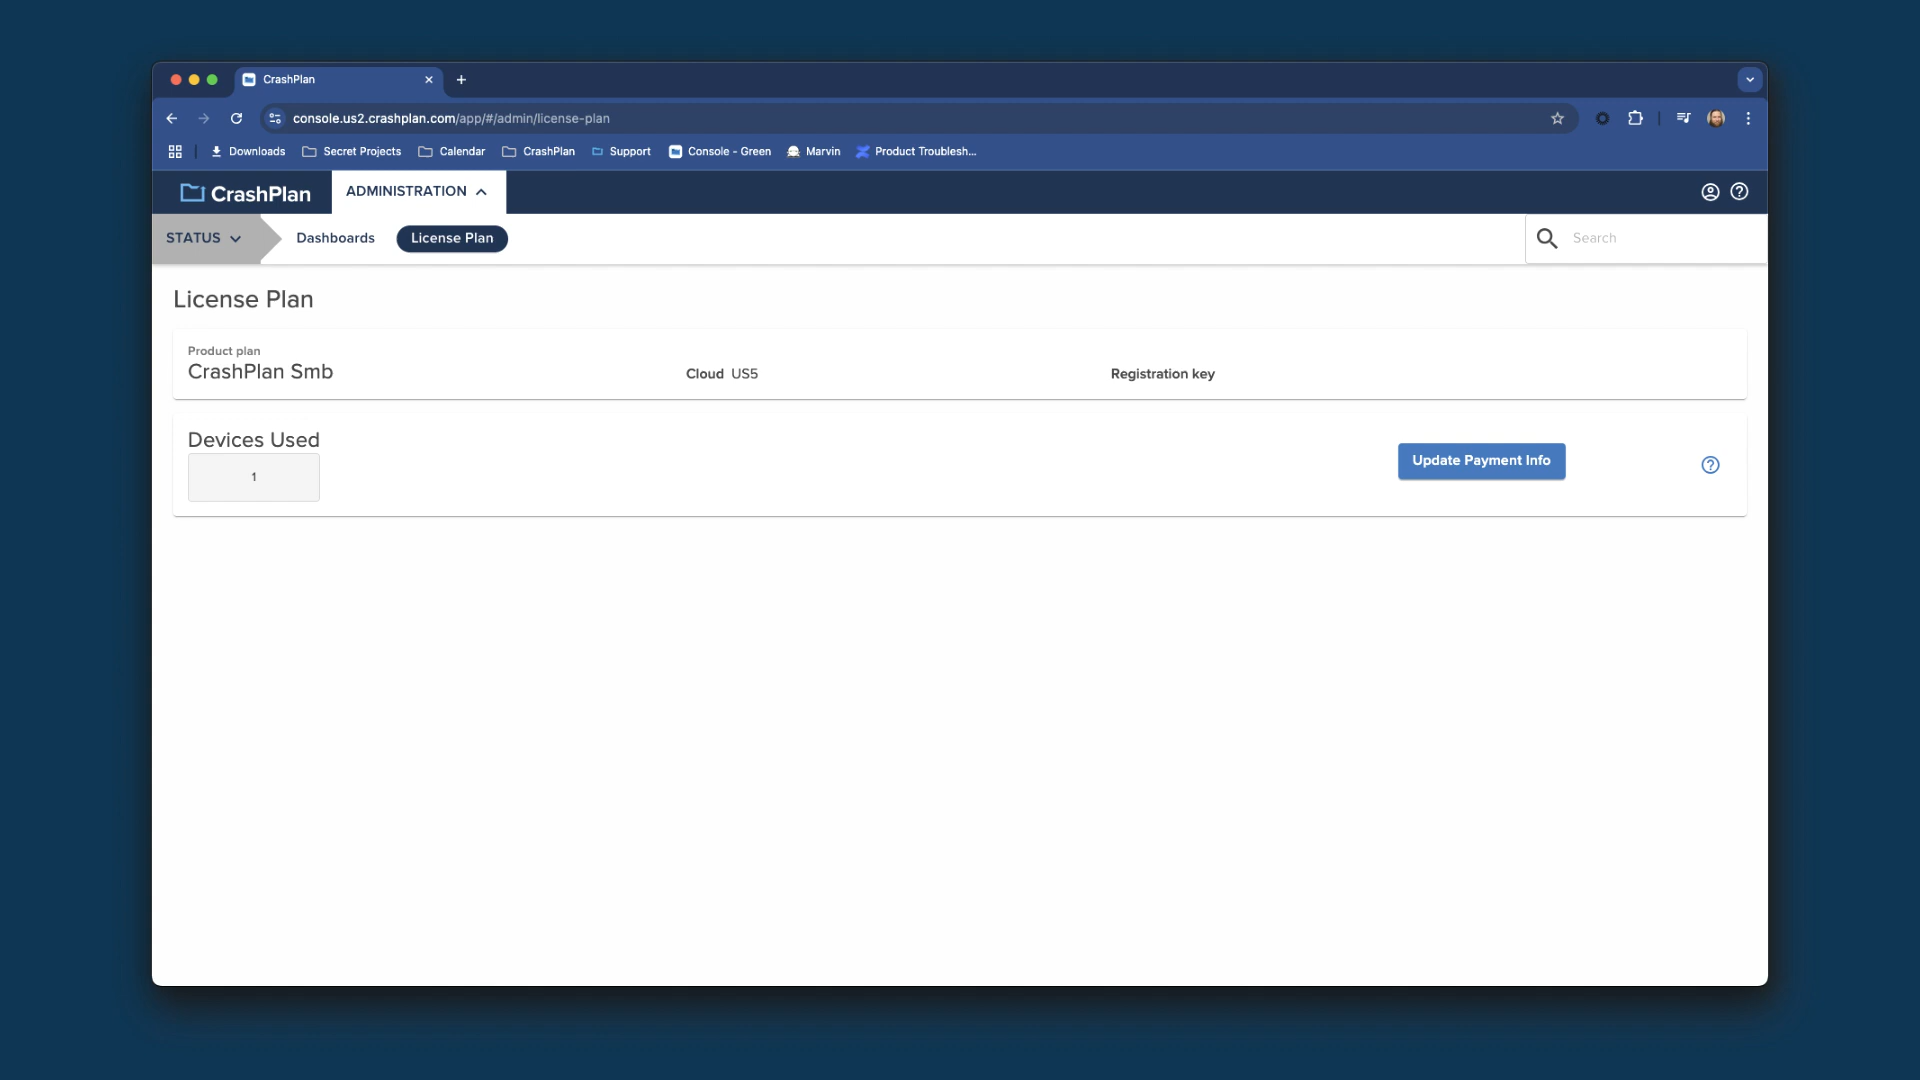 CrashPlan
console.us2.crashplan.com/app/#/admin/license-plan
Downloads Secret Projects Calendar CrashPlan Support Console - Green Marvin Product Troublesh...
CrashPlan ADMINISTRATION
STATUS Dashboards License Plan Search
License Plan
Product plan
CrashPlan Smb
Cloud US5
Registration key
Devices Used
1
Update Payment Info